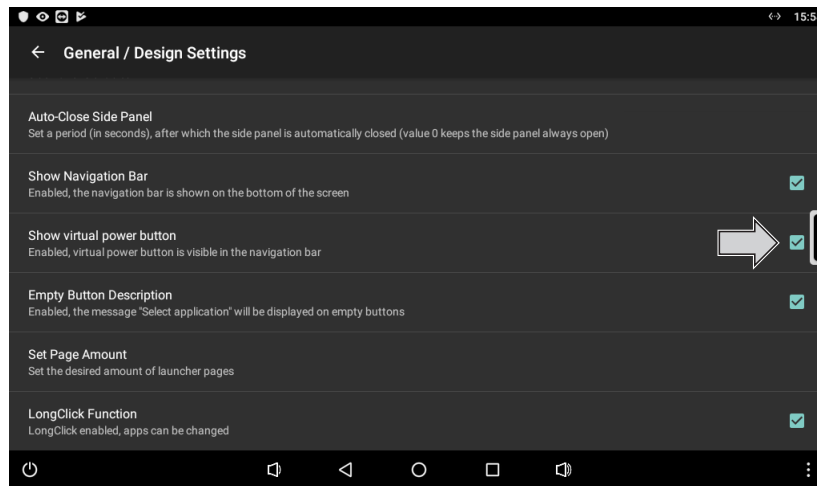 15:5
General / Design Settings
Auto-Close Side Panel
Set a period (in seconds), after which the side panel is automatically closed (value 0 keeps the side panel always open)
Show Navigation Bar
Enabled, the navigation bar is shown on the bottom of the screen
Show virtual power button
Enabled, virtual power button is visible in the navigation bar
Empty Button Description
Enabled, the message "Select application" will be displayed on empty buttons
Set Page Amount
Set the desired amount of launcher pages
LongClick Function
LongClick enabled, apps can be changed